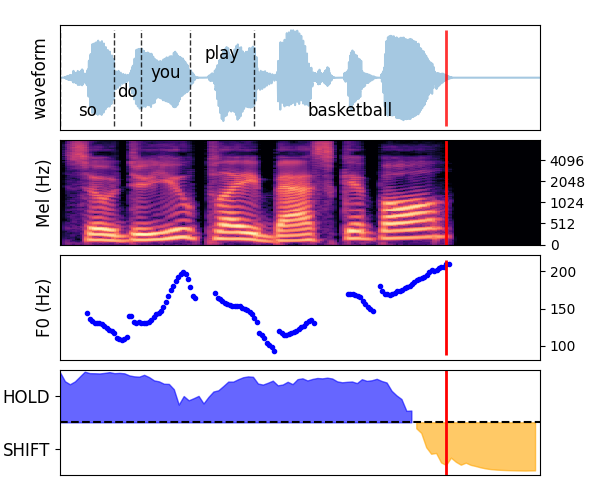 waveform
so
do
you
play
basketball
Mel (Hz)
4096
2048
1024
512
0
F0 (Hz)
200
150
100
HOLD
SHIFT